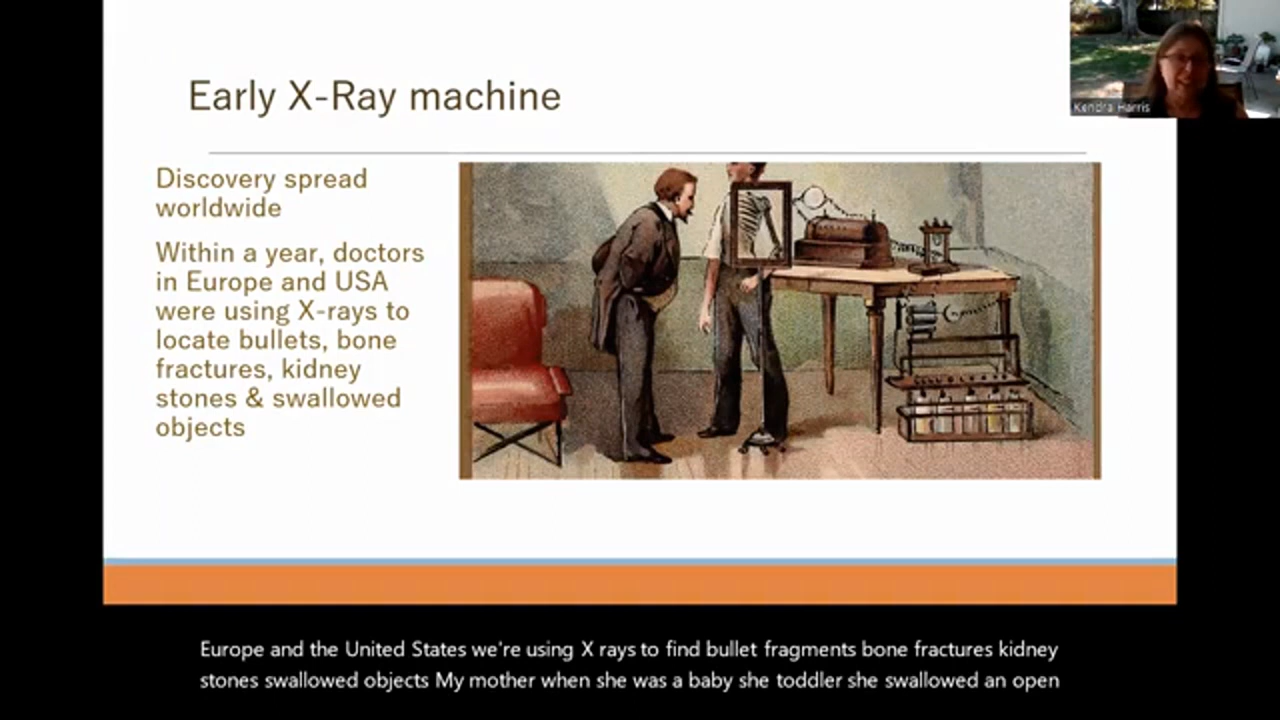 Early X-Ray machine
Kendra Harris
Discovery spread
worldwide
Within a year, doctors
in Europe and USA
were using X-rays to
locate bullets, bone
fractures, kidney
stones & swallowed
objects
Europe and the United States we're using X rays to find bullet fragments bone fractures kidney
stones swallowed objects My mother when she was a baby she toddler she swallowed an open